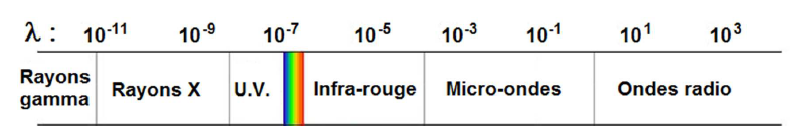 λ : 10⁻¹¹ 10⁻⁹ 10⁻⁷ 10⁻⁵ 10⁻³ 10⁻¹ 10¹ 10³
Rayons gamma
Rayons X
U.V.
Infra-rouge
Micro-ondes
Ondes radio